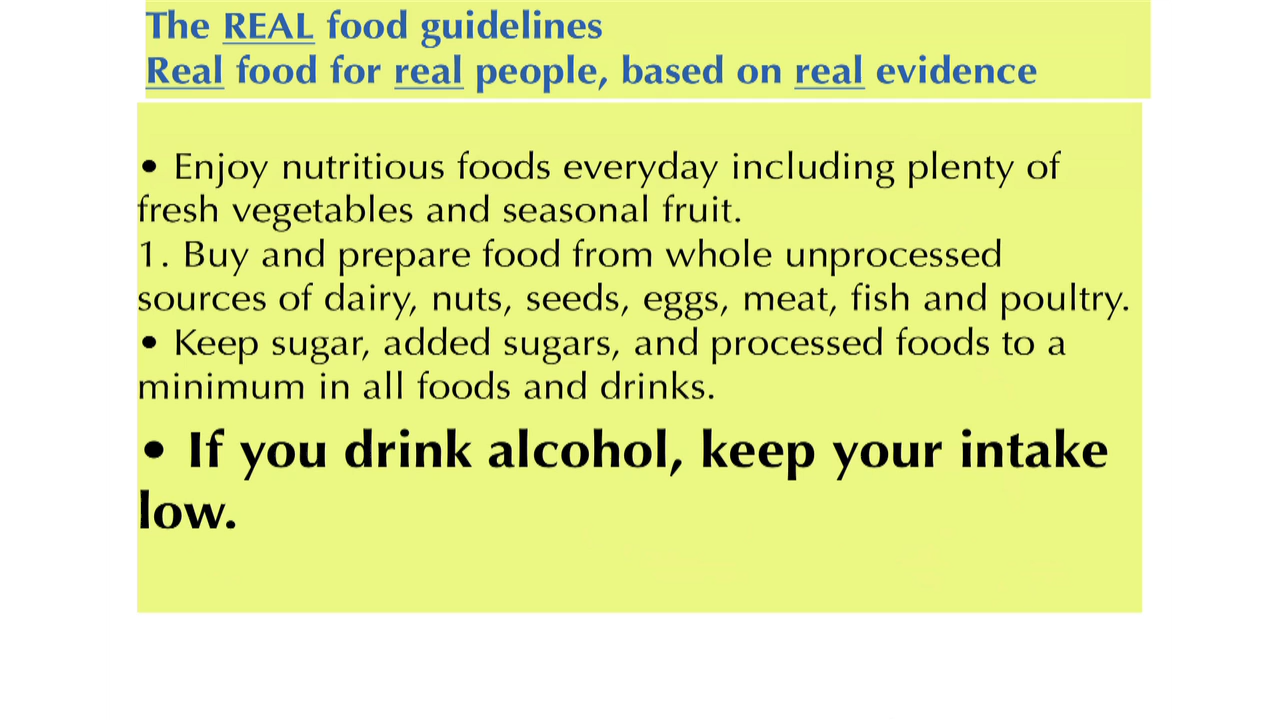 The REAL food guidelines
Real food for real people, based on real evidence
• Enjoy nutritious foods everyday including plenty of
fresh vegetables and seasonal fruit.
1. Buy and prepare food from whole unprocessed
sources of dairy, nuts, seeds, eggs, meat, fish and poultry.
• Keep sugar, added sugars, and processed foods to a
minimum in all foods and drinks.
• If you drink alcohol, keep your intake
low.